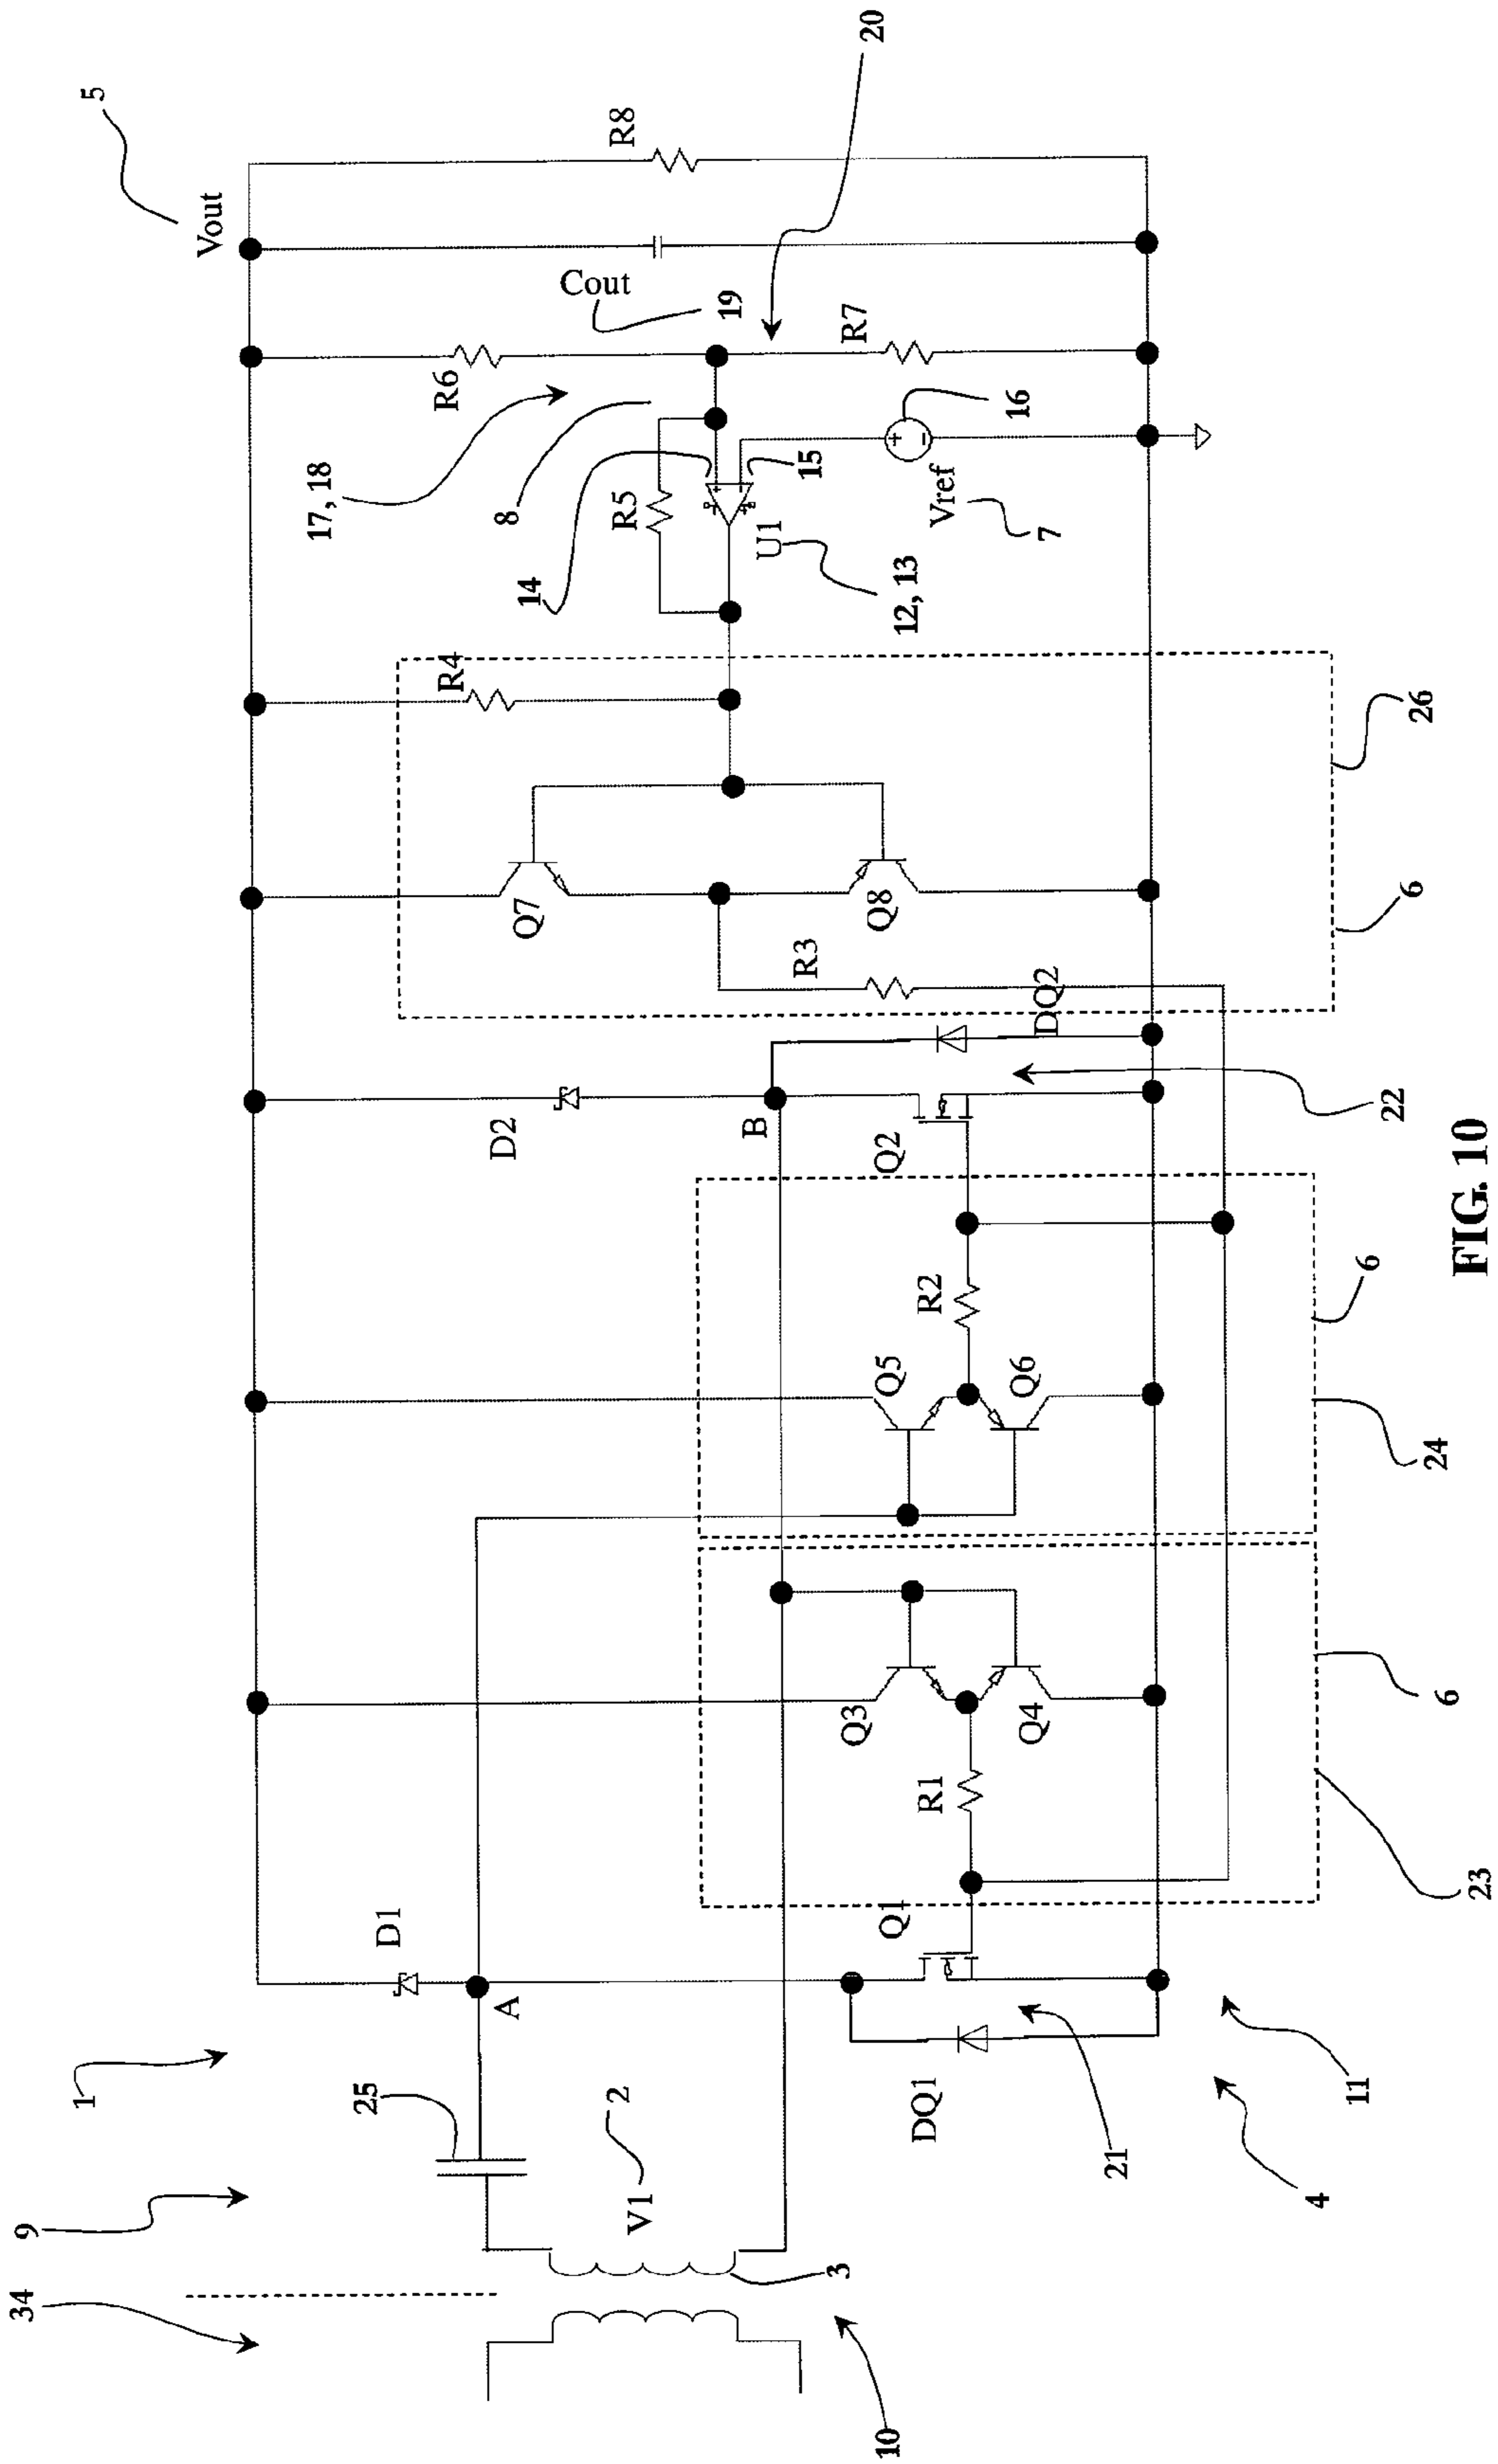 1
9
34
25
D1
A
V1
2
3
10
DQ1
21
4
11
Q1
R1
Q3
Q4
23
6
Q5
Q6
R2
24
6
D2
B
Q2
DQ2
22
R3
Q7
Q8
6
26
R4
14
8
17, 18
R5
U1
12, 13
15
+
Vref
7
+
-
16
R6
R7
19
20
Cout
Vout
5
R8
FIG. 10